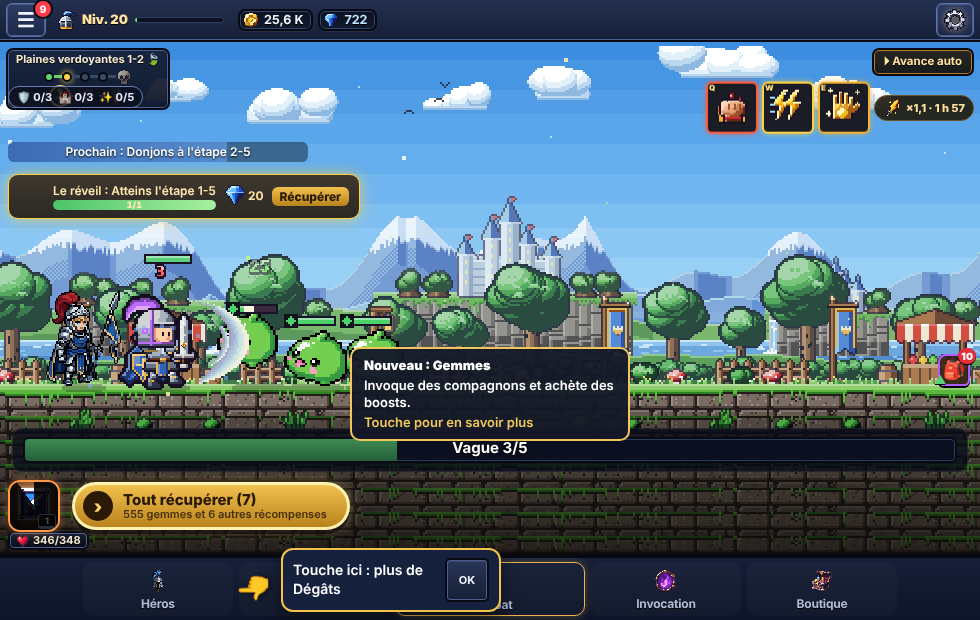 9
Niv. 20
25,6 K
722
Plaines verdoyantes 1-2
0/3
0/3
0/5
Avance auto
Q
W
E
×1,1 · 1 h 57
Prochain : Donjons à l'étape 2-5
Le réveil : Atteins l'étape 1-5
1/1
20
Récupérer
3
23
10
Nouveau : Gemmes
Invoque des compagnons et achète des
boosts.
Touche pour en savoir plus
Vague 3/5
1
Tout récupérer (7)
555 gemmes et 6 autres récompenses
346/348
Touche ici : plus de
Dégâts
OK
Héros
Invocation
Boutique